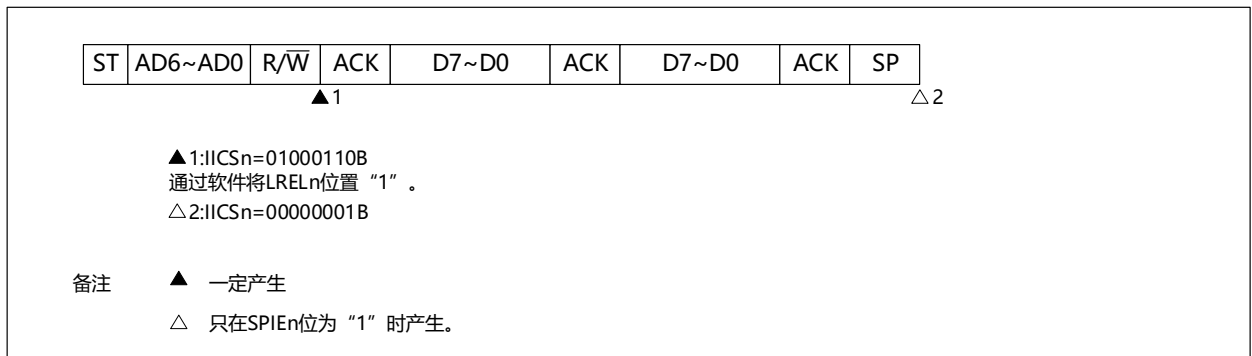 ST AD6~AD0 R/W̅ ACK D7~D0 ACK D7~D0 ACK SP
▲1 △2
▲1:IICSn=01000110B
通过软件将LRELn位置“1”。
△2:IICSn=00000001B
备注 ▲ 一定产生
△ 只在SPIEn位为“1”时产生。